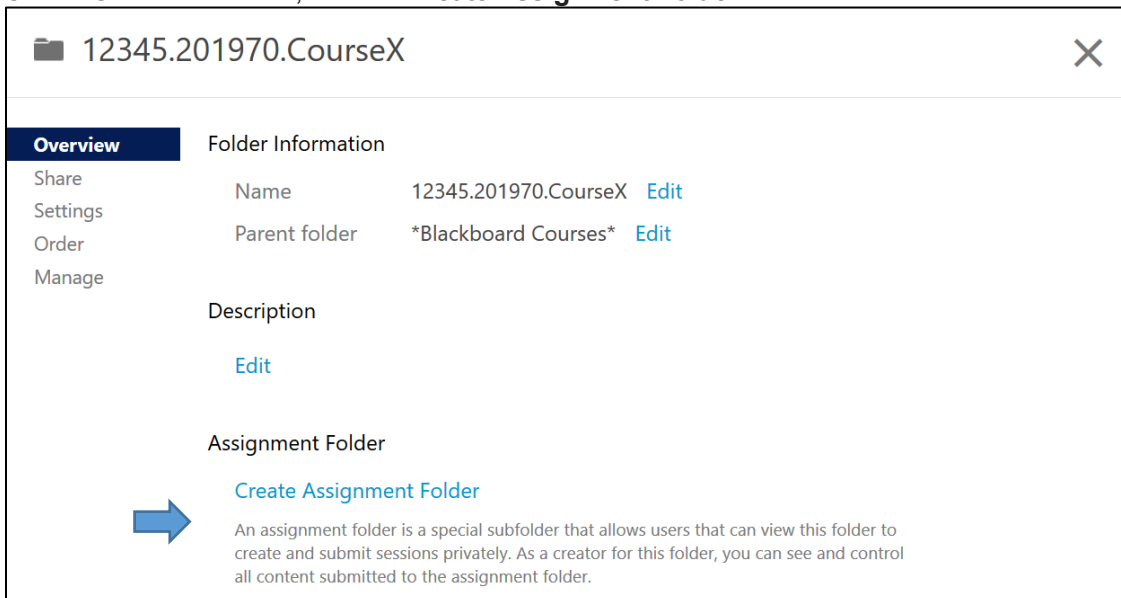 12345.201970.CourseX
Overview
Share
Settings
Order
Manage
Folder Information
Name 12345.201970.CourseX Edit
Parent folder *Blackboard Courses* Edit
Description
Edit
Assignment Folder
Create Assignment Folder
An assignment folder is a special subfolder that allows users that can view this folder to
create and submit sessions privately. As a creator for this folder, you can see and control
all content submitted to the assignment folder.